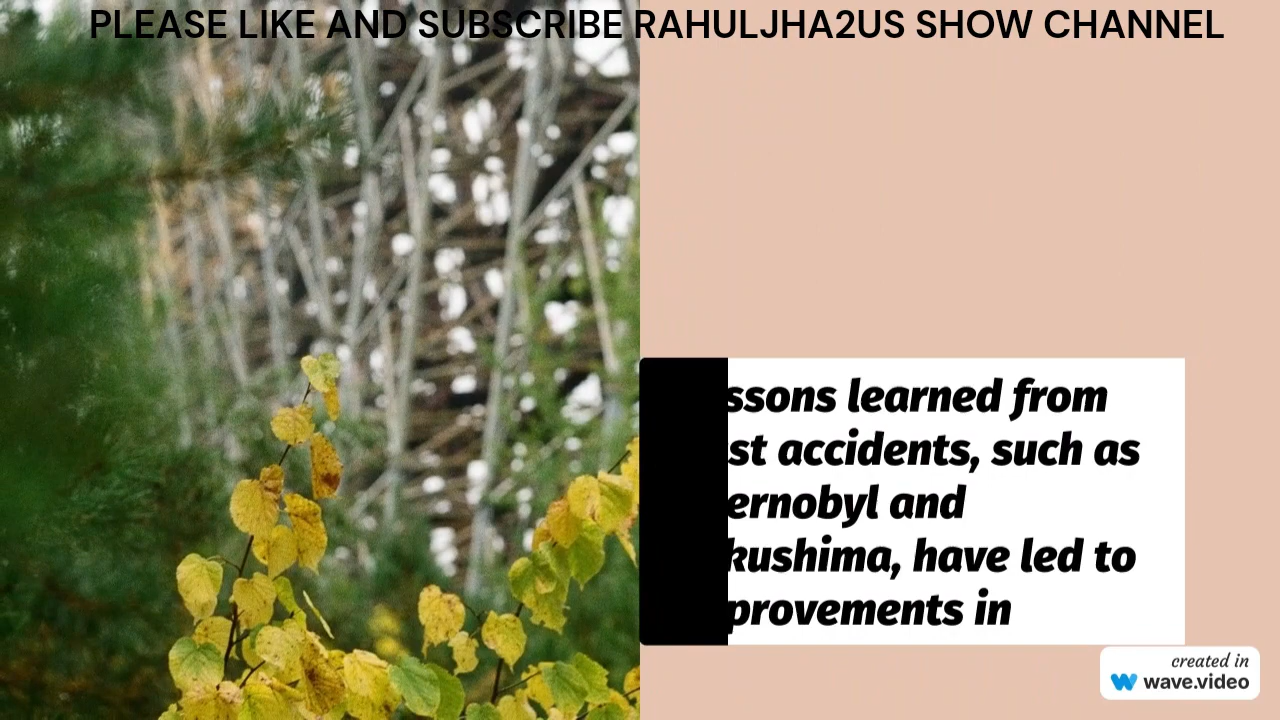 PLEASE LIKE AND SUBSCRIBE RAHULJHA2US SHOW CHANNEL
ssons learned from
st accidents, such as
ernobyl and
kushima, have led to
provements in
created in
wave.video